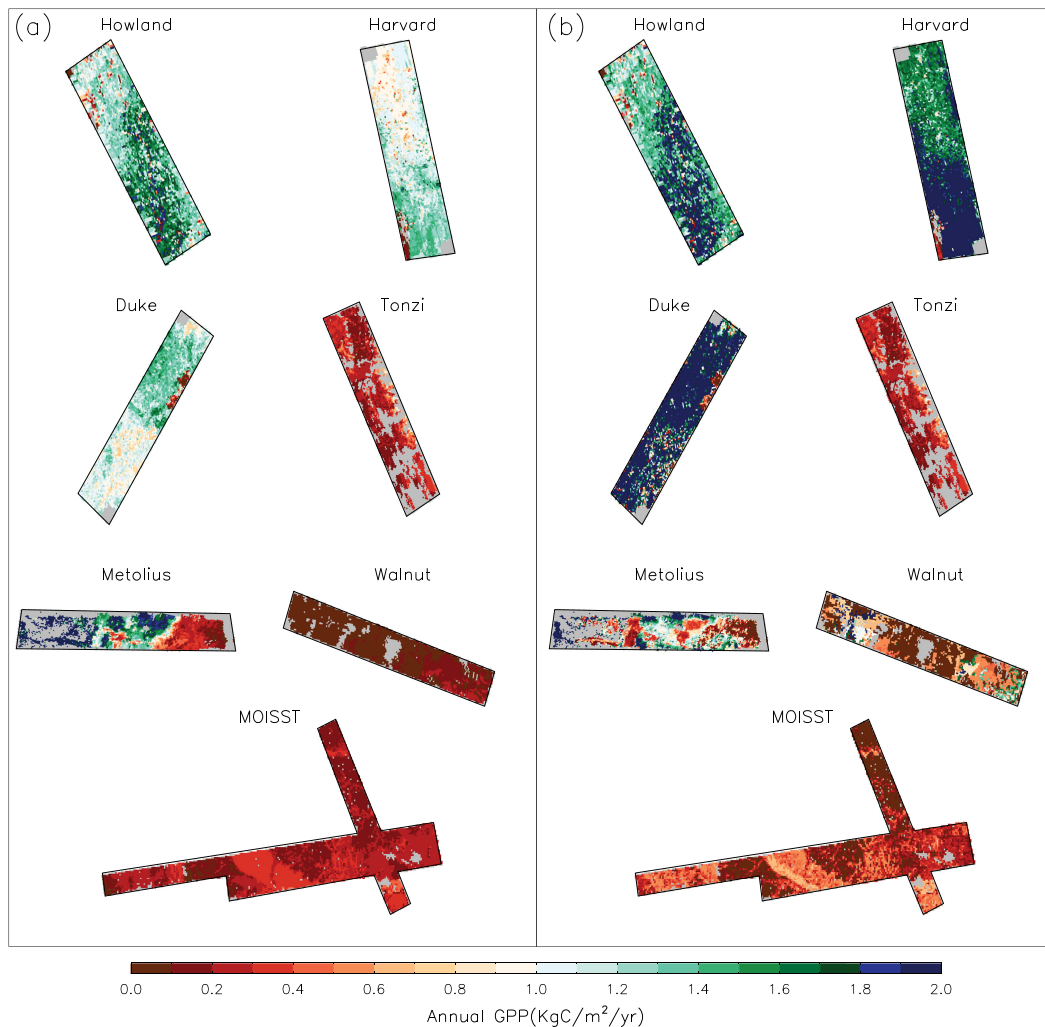 (a)
Howland
Harvard
Duke
Tonzi
Metolius
Walnut
MOISST
(b)
Howland
Harvard
Duke
Tonzi
Metolius
Walnut
MOISST
0.0 0.2 0.4 0.6 0.8 1.0 1.2 1.4 1.6 1.8 2.0
Annual GPP(KgC/m²/yr)